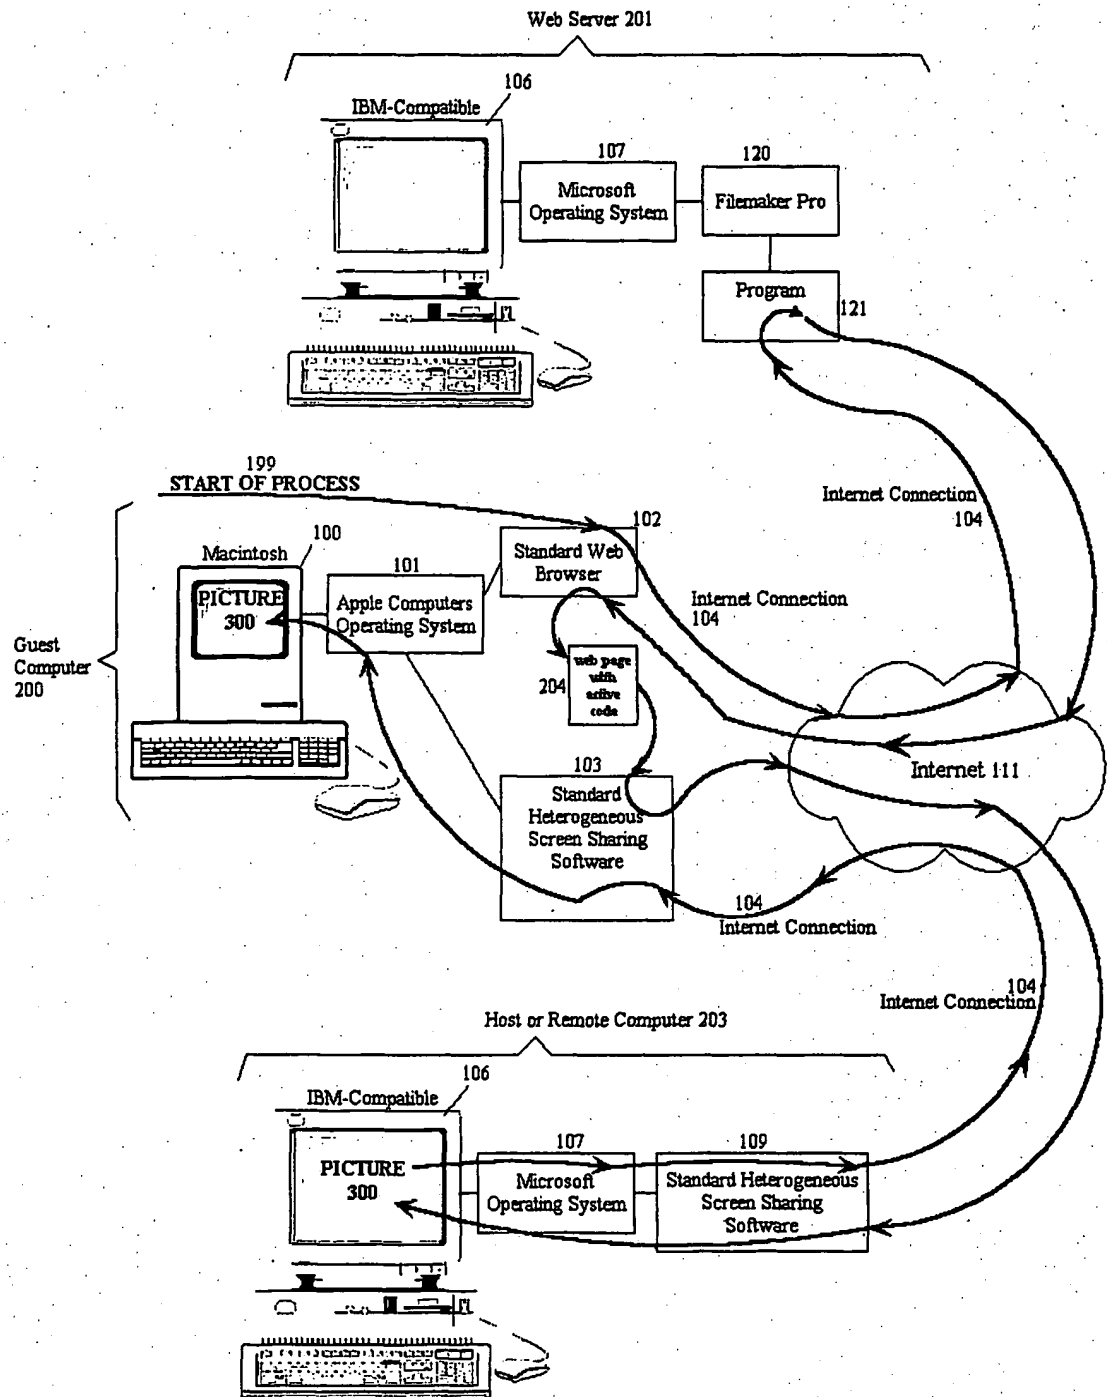 Web Server 201
106
IBM-Compatible
107
Microsoft
Operating System
120
Filemaker Pro
Program
121
199
START OF PROCESS
Internet Connection
104
102
Standard Web
Browser
100
Macintosh
101
Apple Computers
Operating System
PICTURE
300
Internet Connection
104
Guest
Computer
200
204
web page
with
active
code
Internet 111
103
Standard
Heterogeneous
Screen Sharing
Software
104
Internet Connection
104
Internet Connection
Host or Remote Computer 203
106
IBM-Compatible
107
Microsoft
Operating System
109
Standard Heterogeneous
Screen Sharing
Software
PICTURE
300